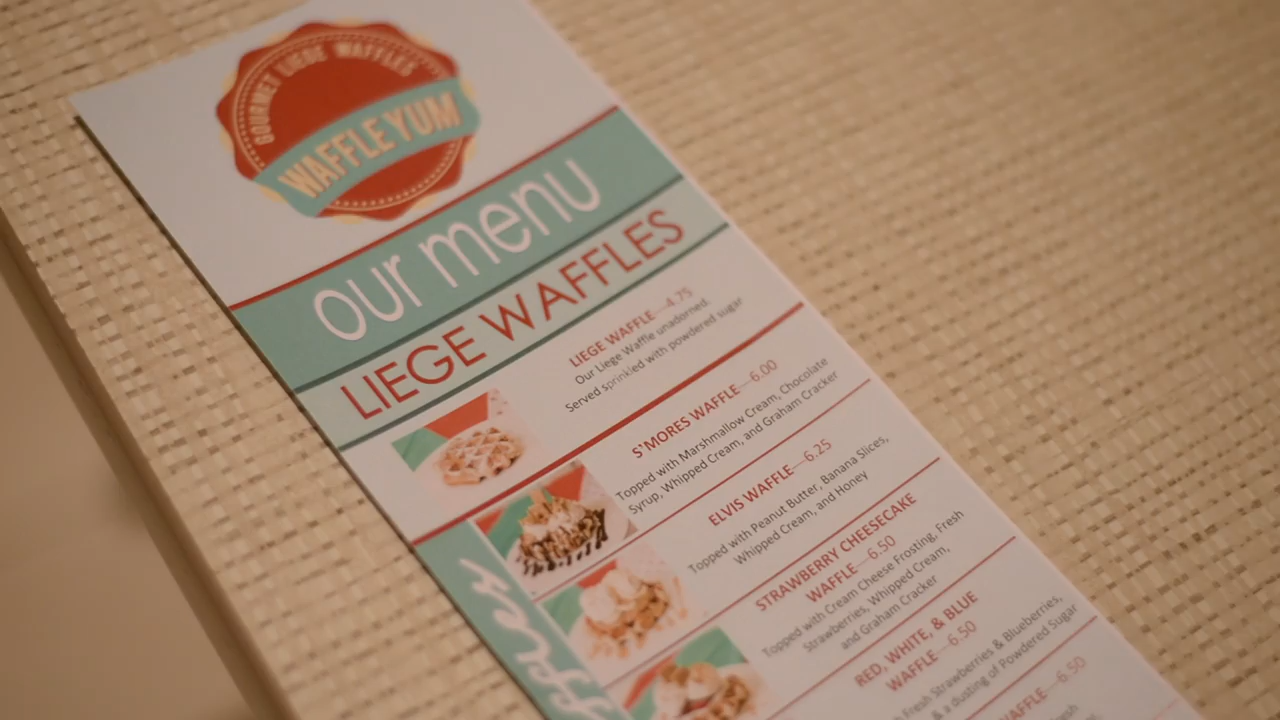 GOURMET LIEGE WAFFLES
WAFFLE YUM
our menu
LIEGE WAFFLES
LIEGE WAFFLE—4.75
Our Liege Waffle unadorned.
Served sprinkled with powdered sugar
S'MORES WAFFLE—6.00
Topped with Marshmallow Cream, Chocolate
Syrup, Whipped Cream, and Graham Cracker
ELVIS WAFFLE—6.25
Topped with Peanut Butter, Banana Slices,
Whipped Cream, and Honey
STRAWBERRY CHEESECAKE
WAFFLE—6.50
Topped with Cream Cheese Frosting, Fresh
Strawberries, Whipped Cream,
and Graham Cracker
RED, WHITE, & BLUE
WAFFLE—6.50
Fresh Strawberries & Blueberries,
& a dusting of Powdered Sugar
WAFFLE—6.50